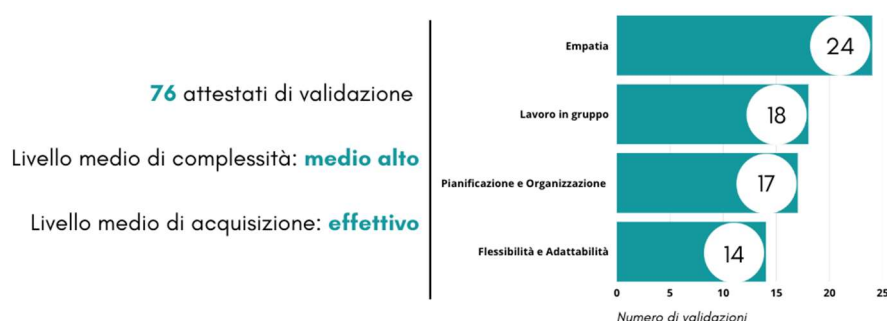 76 attestati di validazione
Livello medio di complessità: medio alto
Livello medio di acquisizione: effettivo
Empatia
24
Lavoro in gruppo
18
Pianificazione e Organizzazione
17
Flessibilità e Adattabilità
14
0 5 10 15 20 25
Numero di validazioni